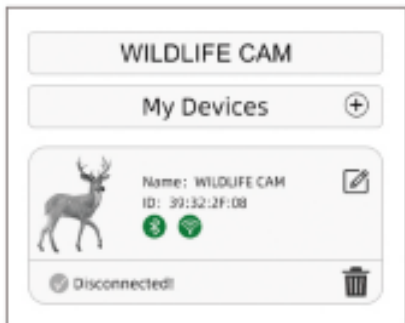 WILDLIFE CAM
My Devices
Name: WILDLIFE CAM
ID: 39:32:2F:08
Disconnected!